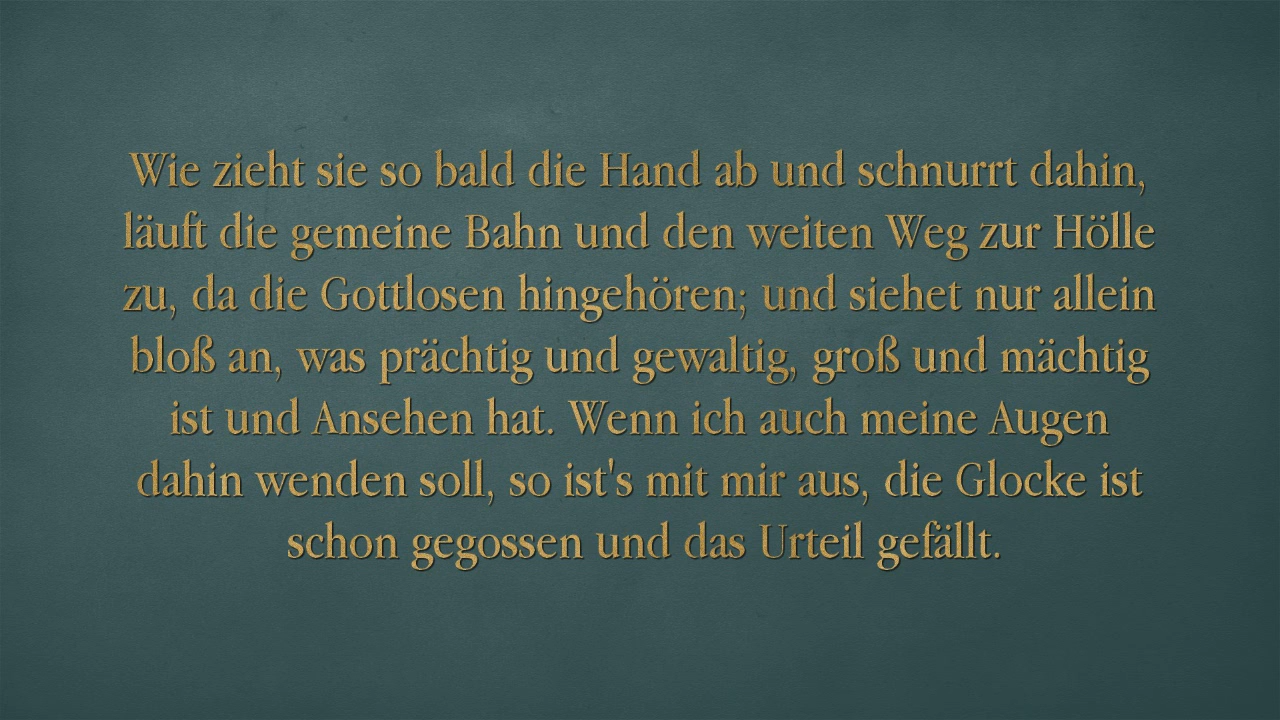 Wie zieht sie so bald die Hand ab und schnurrt dahin,
läuft die gemeine Bahn und den weiten Weg zur Hölle
zu, da die Gottlosen hingehören; und siehet nur allein
bloß an, was prächtig und gewaltig, groß und mächtig
ist und Ansehen hat. Wenn ich auch meine Augen
dahin wenden soll, so ist's mit mir aus, die Glocke ist
schon gegossen und das Urteil gefällt.